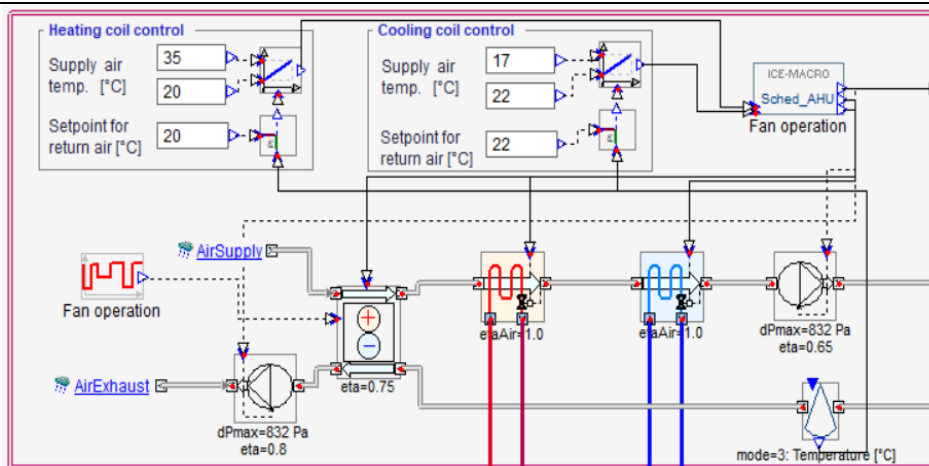 Heating coil control
Supply air
temp. [°C]
35
20
Setpoint for
return air [°C]
20
Cooling coil control
Supply air
temp. [°C]
17
22
Setpoint for
return air [°C]
22
ICE-MACRO
Sched_AHU
Fan operation
AirSupply
Fan operation
AirExhaust
dPmax=832 Pa
eta=0.8
eta=0.75
etaAir=1.0
etaAir=1.0
dPmax=832 Pa
eta=0.65
mode=3: Temperature [°C]